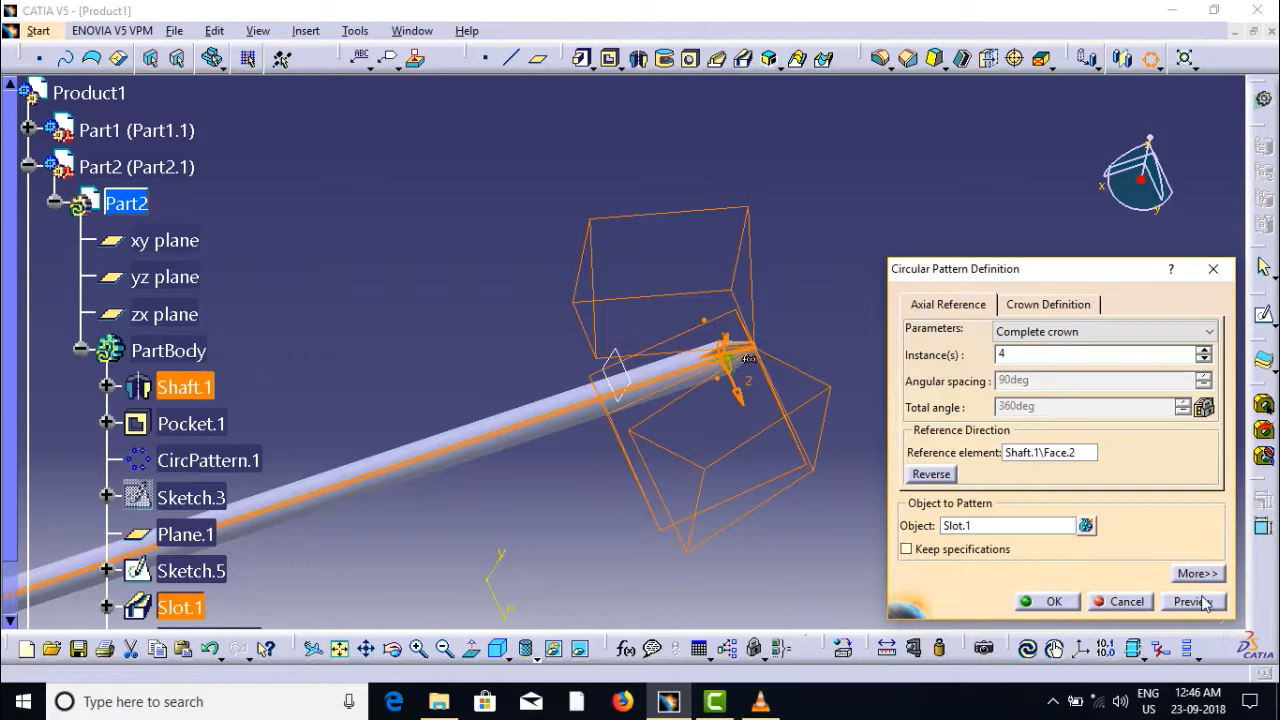 CATIA V5 - [Product1]
Start ENOVIA V5 VPM File Edit View Insert Tools Window Help
Product1
Part1 (Part1.1)
Part2 (Part2.1)
Part2
xy plane
yz plane
zx plane
PartBody
Shaft.1
Pocket.1
CircPattern.1
Sketch.3
Plane.1
Sketch.5
Slot.1
x
y
2
y
Circular Pattern Definition ?
Axial Reference Crown Definition
Parameters: Complete crown
Instance(s) : 4
Angular spacing : 90deg
Total angle : 360deg
Reference Direction
Reference element: Shaft.1\Face.2
Reverse
Object to Pattern
Object: Slot.1
Keep specifications
More>>
OK Cancel Preview
CATIA
Type here to search
ENG 12:46 AM
US 23-09-2018